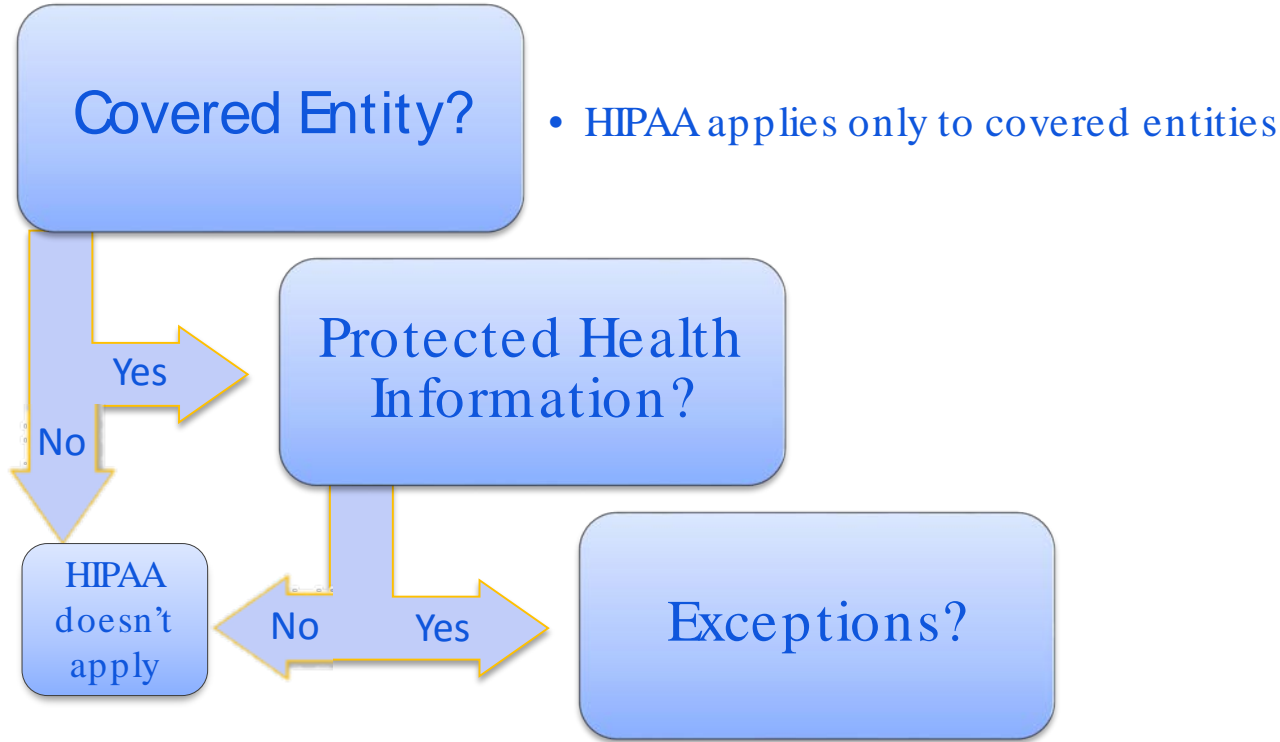 Covered Entity?
• HIPAA applies only to covered entities
Yes
Protected Health
Information?
No
HIPAA
doesn’t
apply
No
Yes
Exceptions?